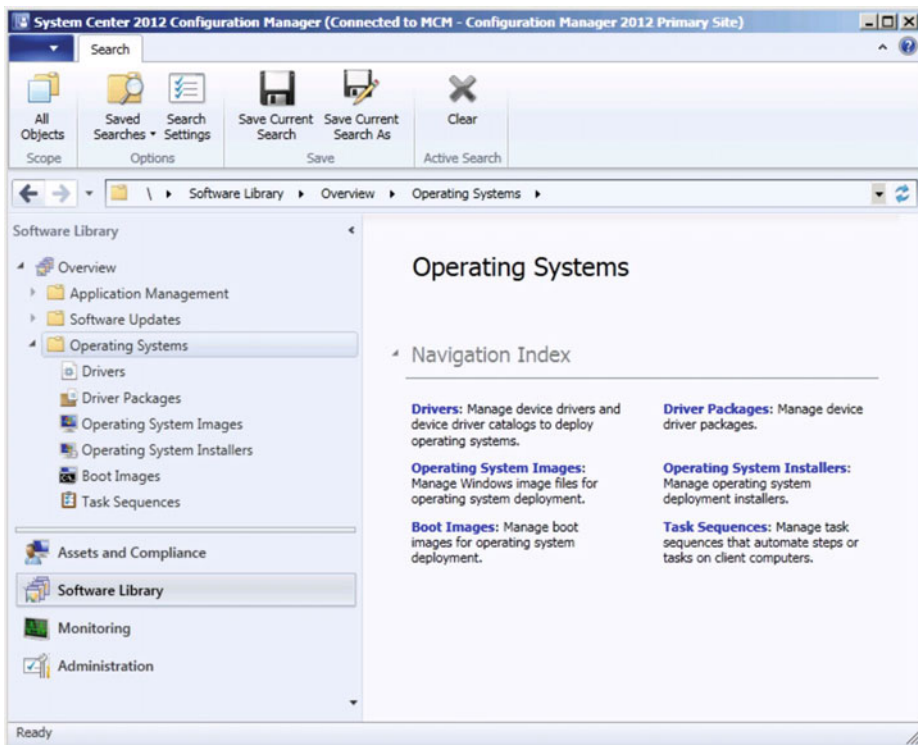 System Center 2012 Configuration Manager (Connected to MCM - Configuration Manager 2012 Primary Site)
Search
All Objects
Saved Searches
Search Settings
Save Current Search
Save Current Search As
Clear
Scope
Options
Save
Active Search
\ Software Library Overview Operating Systems
Software Library
Overview
Application Management
Software Updates
Operating Systems
Drivers
Driver Packages
Operating System Images
Operating System Installers
Boot Images
Task Sequences
Assets and Compliance
Software Library
Monitoring
Administration
Operating Systems
Navigation Index
Drivers: Manage device drivers and
device driver catalogs to deploy
operating systems.
Driver Packages: Manage device
driver packages.
Operating System Images:
Manage Windows image files for
operating system deployment.
Operating System Installers:
Manage operating system
deployment installers.
Boot Images: Manage boot
images for operating system
deployment.
Task Sequences: Manage task
sequences that automate steps or
tasks on client computers.
Ready